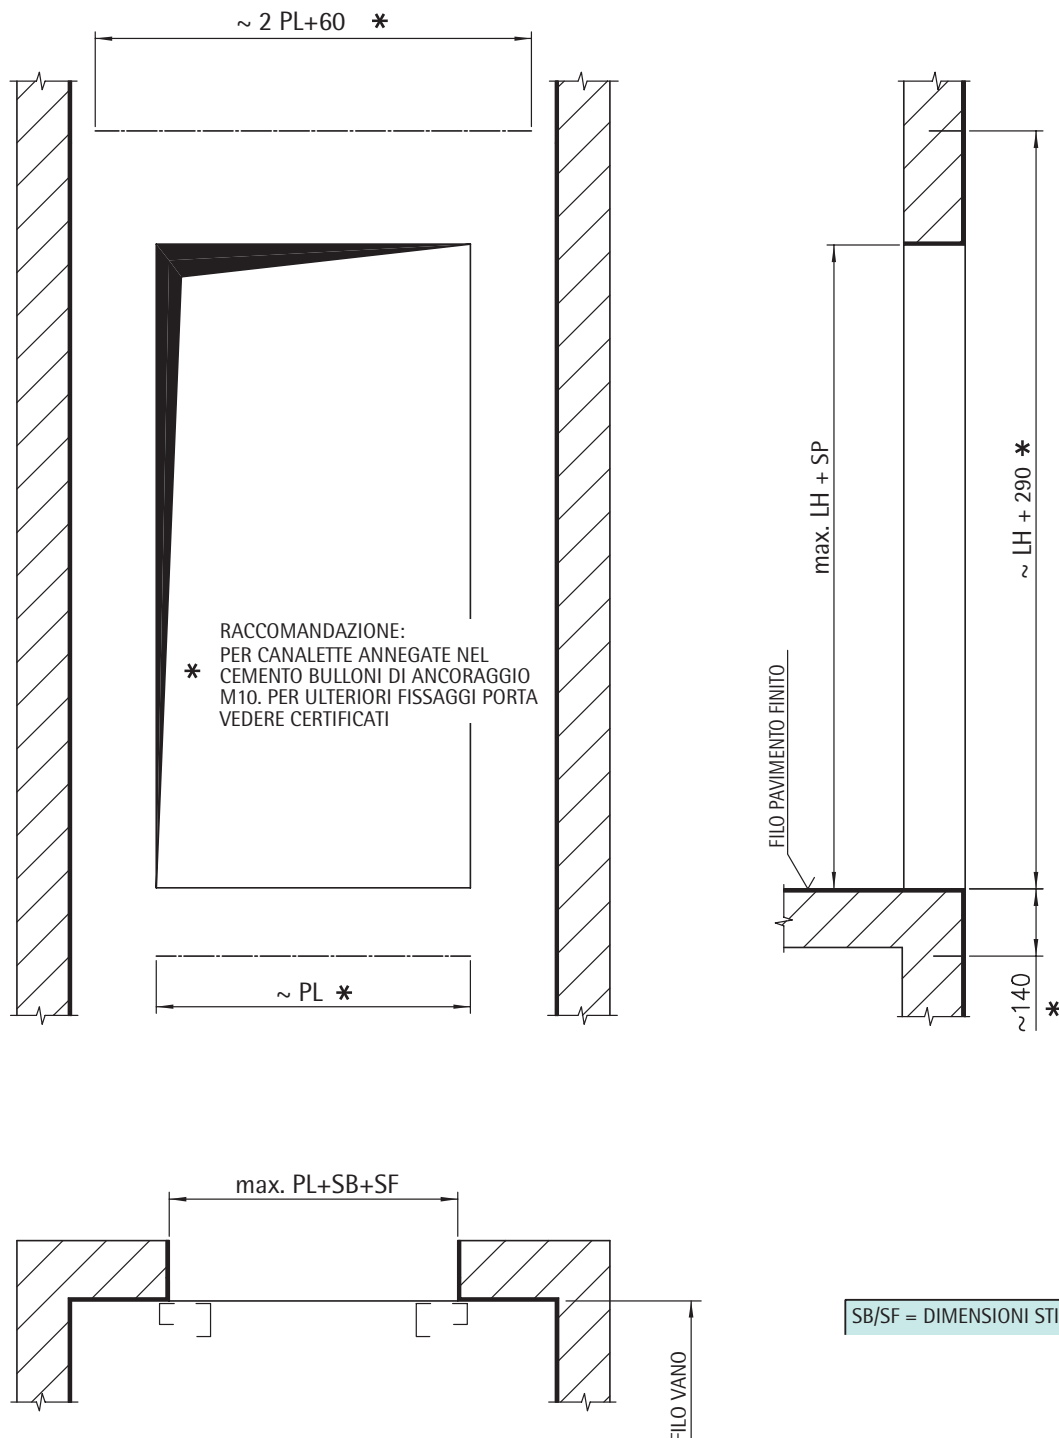 ~ 2 PL+60 *
max. LH + SP
~ LH + 290 *
RACCOMANDAZIONE:
PER CANALETTE ANNEGATE NEL
* CEMENTO BULLONI DI ANCORAGGIO
M10. PER ULTERIORI FISSAGGI PORTA
VEDERE CERTIFICATI
FILO PAVIMENTO FINITO
~ PL *
~140 *
max. PL+SB+SF
SB/SF = DIMENSIONI STI
FILO VANO